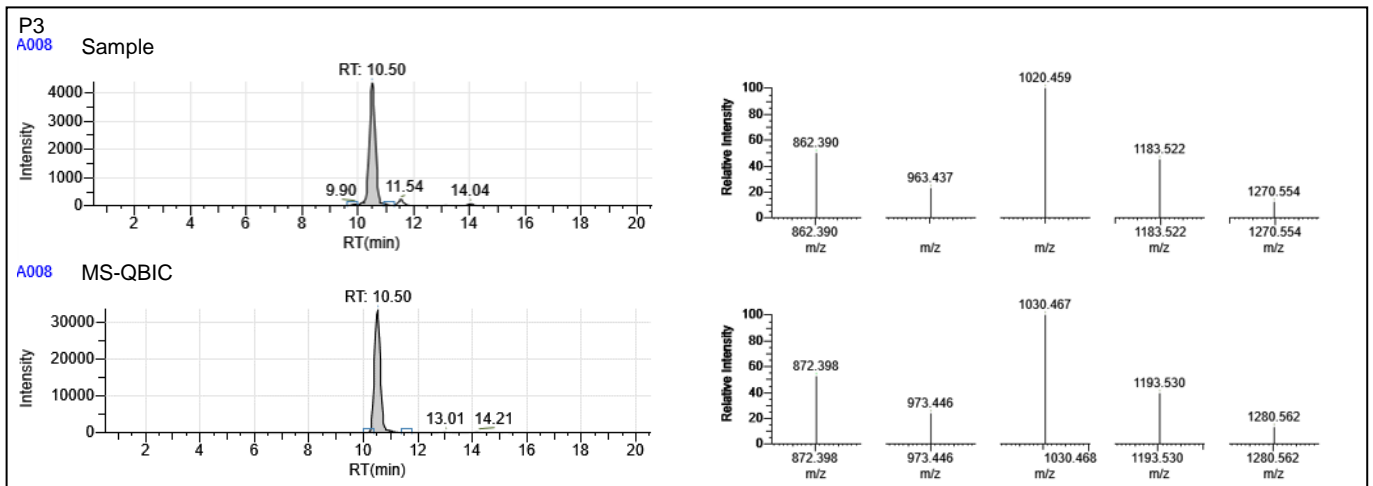 P3
A008 Sample
RT: 10.50
4000
3000
2000
1000
0
Intensity
9.90 11.54 14.04
2 4 6 8 10 12 14 16 18 20
RT(min)
Relative Intensity
100
80
60
40
20
0
862.390
963.437
1020.459
1183.522
1270.554
862.390 1183.522 1270.554
m/z m/z m/z m/z m/z
A008 MS-QBIC
RT: 10.50
30000
20000
10000
0
Intensity
13.01 14.21
2 4 6 8 10 12 14 16 18 20
RT(min)
Relative Intensity
100
80
60
40
20
0
872.398
973.446
1030.467
1193.530
1280.562
872.398 973.446 1030.468 1193.530 1280.562
m/z m/z m/z m/z m/z